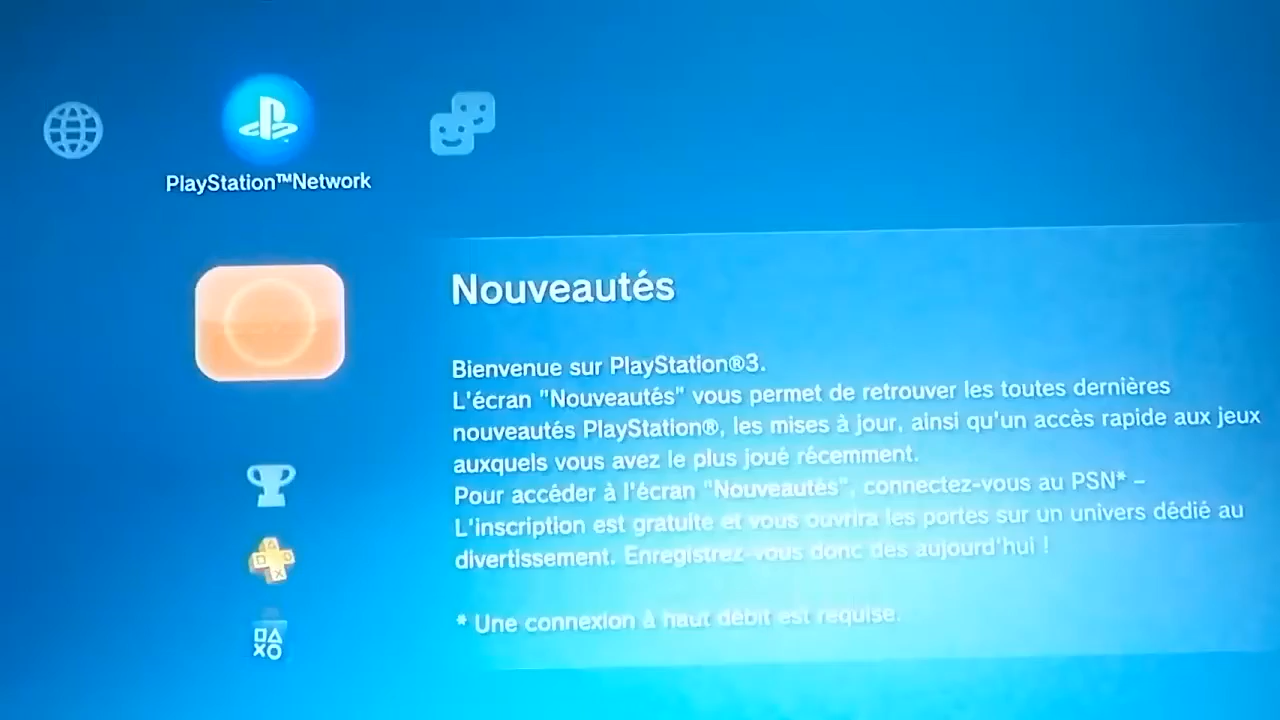 PlayStation™Network
Nouveautés
Bienvenue sur PlayStation®3.
L'écran "Nouveautés" vous permet de retrouver les toutes dernières
nouveautés PlayStation®, les mises à jour, ainsi qu'un accès rapide aux jeux
auxquels vous avez le plus joué récemment.
Pour accéder à l'écran "Nouveautés", connectez-vous au PSN* –
L'inscription est gratuite et vous ouvrira les portes sur un univers dédié au
divertissement. Enregistrez-vous donc dès aujourd'hui !
* Une connexion à haut débit est requise.